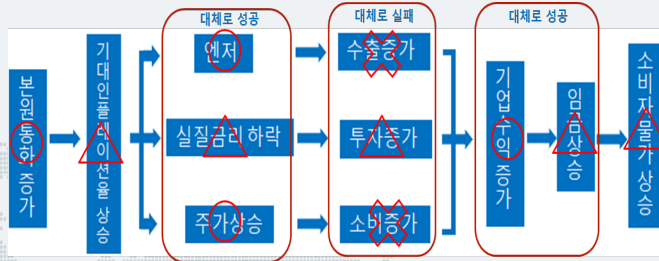 대체로 성공
대체로 실패
대체로 성공
본원통화 증가
기대인플레이션율 상승
엔저
실질금리 하락
주가상승
수출증가
투자증가
소비증가
기업수익 증가
임금상승
소비자물가 상승